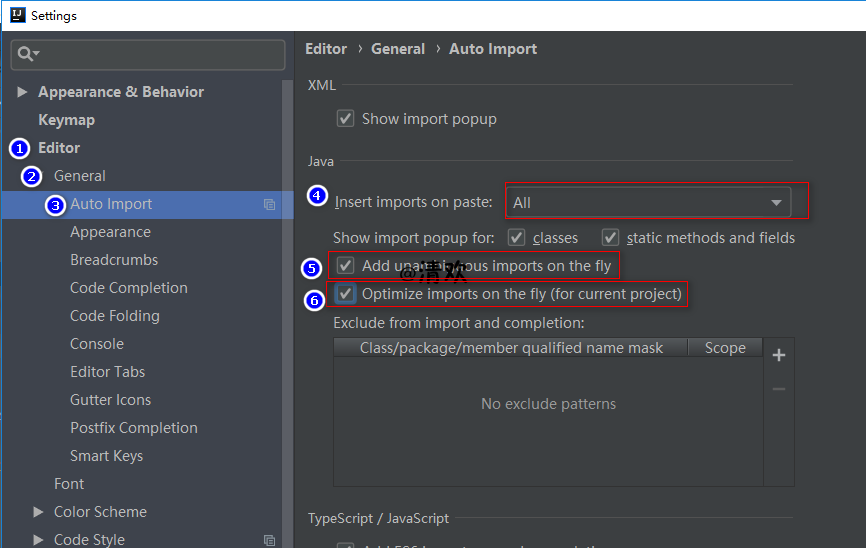 IJ Settings
Appearance & Behavior
Keymap
1 Editor
2 General
3 Auto Import
Appearance
Breadcrumbs
Code Completion
Code Folding
Console
Editor Tabs
Gutter Icons
Postfix Completion
Smart Keys
Font
Color Scheme
Code Style
Editor › General › Auto Import
XML
Show import popup
Java
4 Insert imports on paste: All
Show import popup for: classes static methods and fields
5 Add unambiguous imports on the fly
@清欢
6 Optimize imports on the fly (for current project)
Exclude from import and completion:
Class/package/member qualified name mask Scope
No exclude patterns
TypeScript / JavaScript